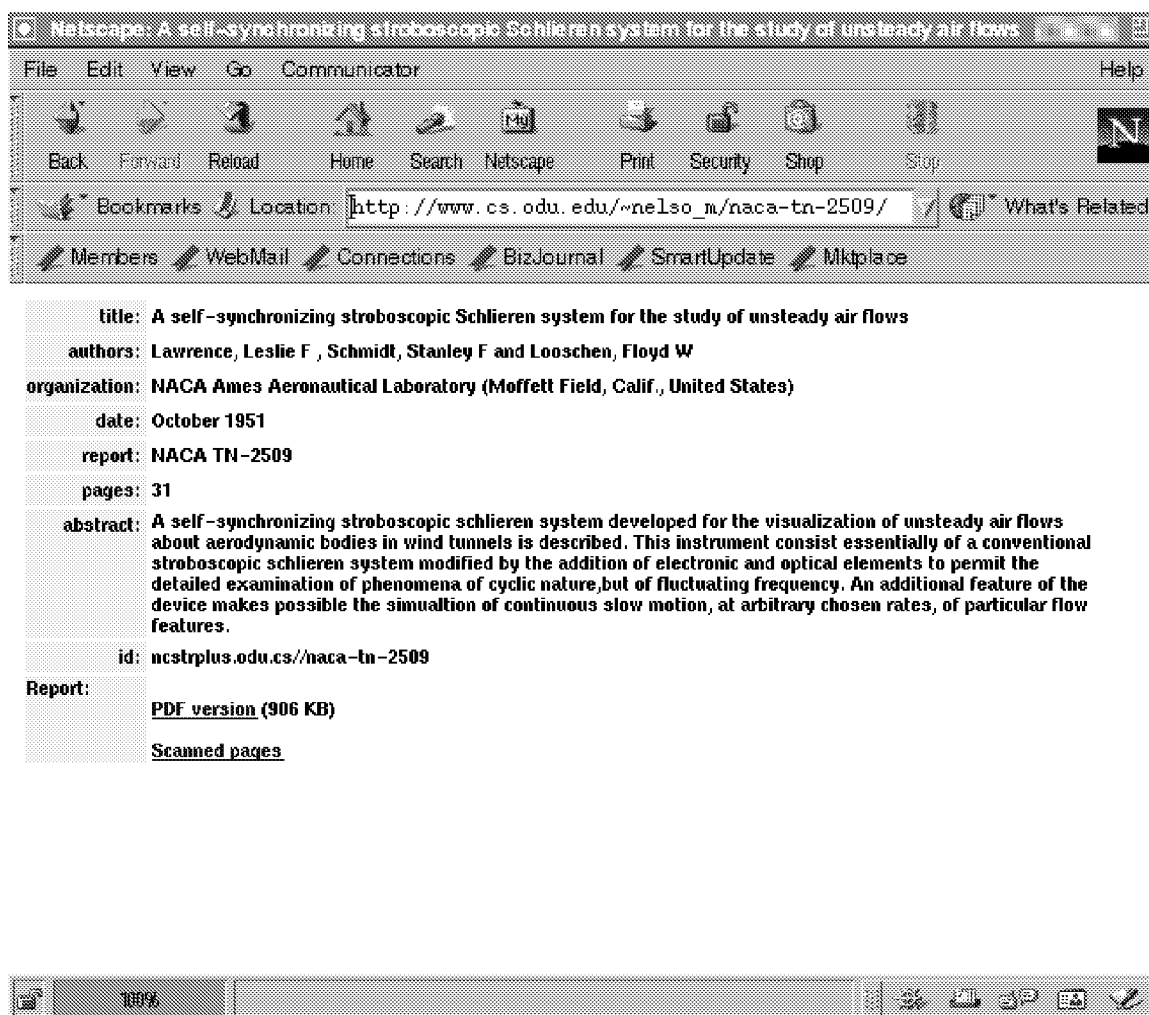 Netscape: A self-synchronizing stroboscopic Schlieren system for the study of unsteady air flows
File Edit View Go Communicator Help
My N
Back Forward Reload Home Search Netscape Print Security Shop Stop
Bookmarks Location: http://www.cs.odu.edu/~nelso_m/naca-tn-2509/ What's Related
Members WebMail Connections BizJournal SmartUpdate Mktplace
title: A self-synchronizing stroboscopic Schlieren system for the study of unsteady air flows
authors: Lawrence, Leslie F , Schmidt, Stanley F and Looschen, Floyd W
organization: NACA Ames Aeronautical Laboratory (Moffett Field, Calif., United States)
date: October 1951
report: NACA TN-2509
pages: 31
abstract: A self-synchronizing stroboscopic schlieren system developed for the visualization of unsteady air flows
about aerodynamic bodies in wind tunnels is described. This instrument consist essentially of a conventional
stroboscopic schlieren system modified by the addition of electronic and optical elements to permit the
detailed examination of phenomena of cyclic nature,but of fluctuating frequency. An additional feature of the
device makes possible the simualtion of continuous slow motion, at arbitrary chosen rates, of particular flow
features.
id: ncstrplus.odu.cs//naca-tn-2509
Report:
PDF version (906 KB)
Scanned pages
100%